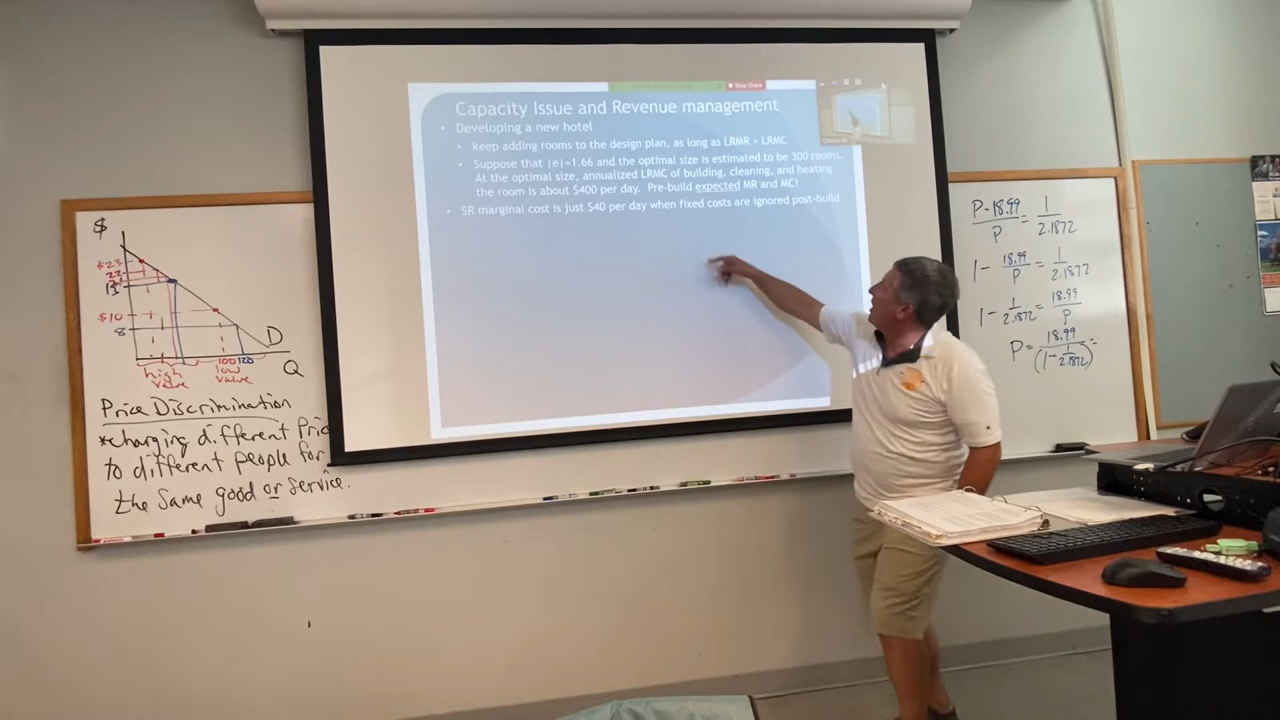 Capacity Issue and Revenue management
• Developing a new hotel
• keep adding rooms to the design plan, as long as LRMR > LRMC
• Suppose that |e|=1.66 and the optimal size is estimated to be 300 rooms.
At the optimal size, annualized LRMC of building, cleaning, and heating
the room is about $400 per day. Pre-build expected MR and MC!
• SR marginal cost is just $40 per day when fixed costs are ignored post-build
Stop Share
$
$23
22
$10
8
D
100 120
Q
high
value
low
value
Price Discrimination
*charging different Pric
to different people for
the same good or service.
P-18.99/P = 1/2.1872
1 - 18.99/P = 1/2.1872
1 - 1/2.1872 = 18.99/P
P = 18.99/(1 - 1/2.1872) =